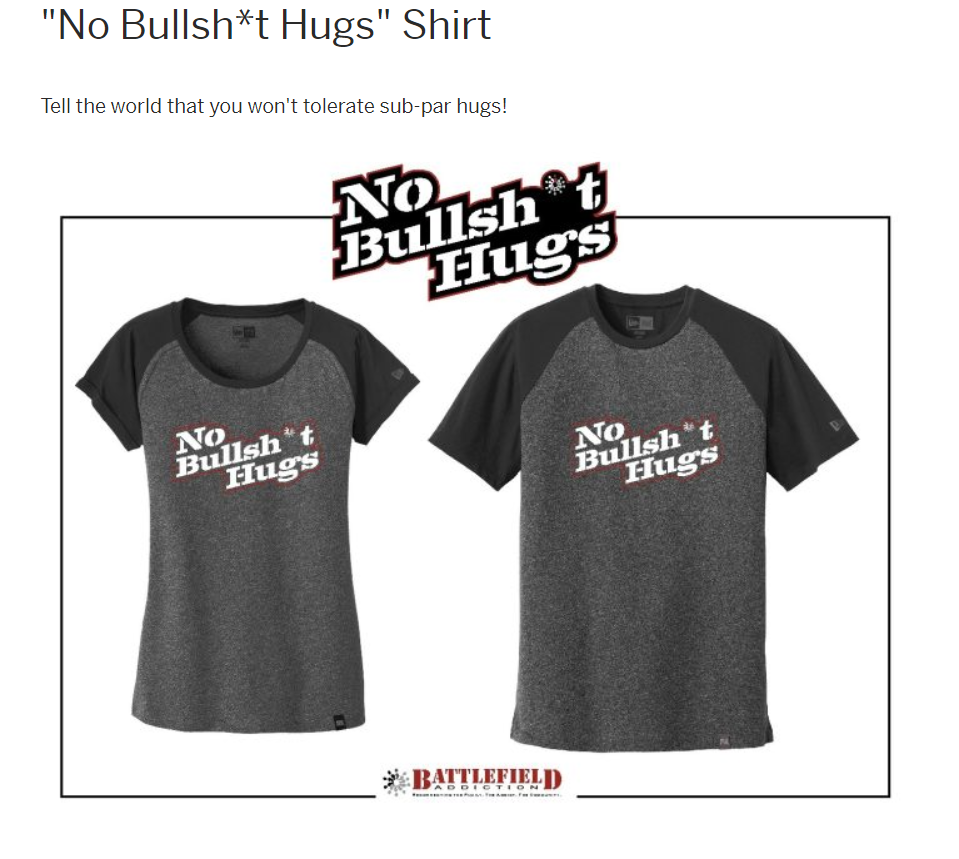 "No Bullsh*t Hugs" Shirt
Tell the world that you won't tolerate sub-par hugs!
No
Bullsh*t
Hugs
No
Bullsh*t
Hugs
No
Bullsh*t
Hugs
BATTLEFIELD
ADDICTION